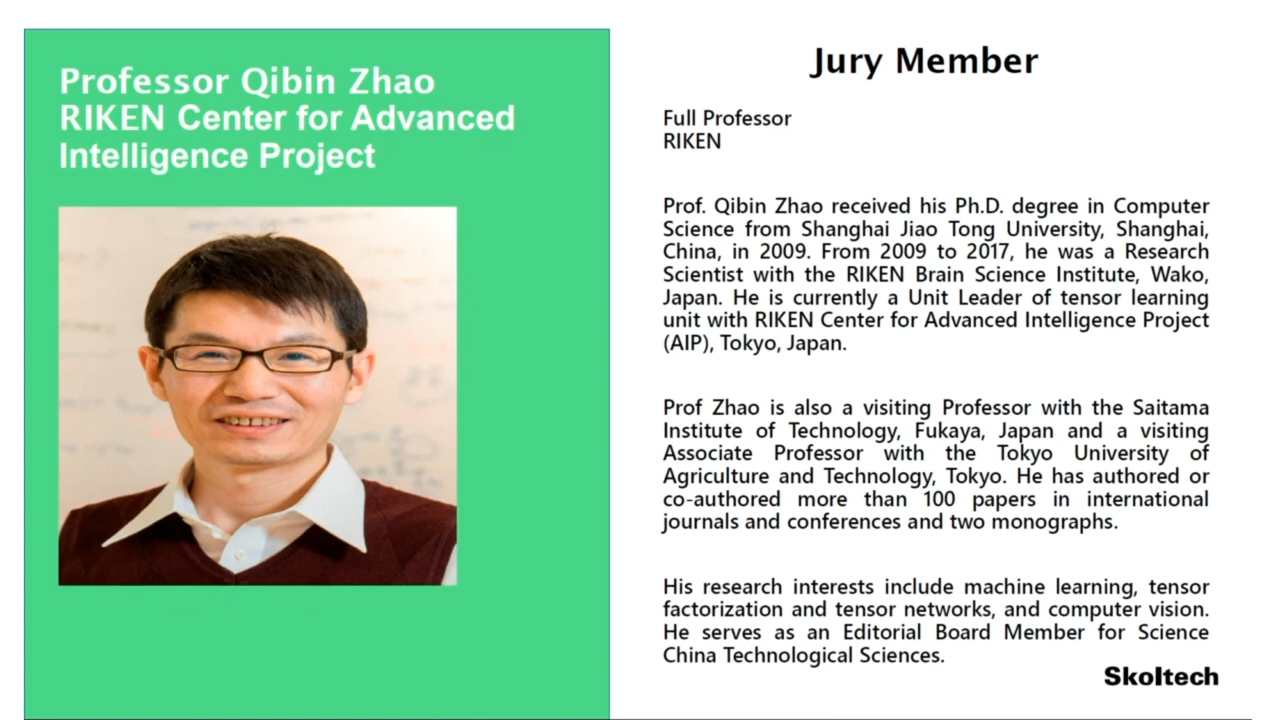 Professor Qibin Zhao
RIKEN Center for Advanced
Intelligence Project
Jury Member
Full Professor
RIKEN
Prof. Qibin Zhao received his Ph.D. degree in Computer
Science from Shanghai Jiao Tong University, Shanghai,
China, in 2009. From 2009 to 2017, he was a Research
Scientist with the RIKEN Brain Science Institute, Wako,
Japan. He is currently a Unit Leader of tensor learning
unit with RIKEN Center for Advanced Intelligence Project
(AIP), Tokyo, Japan.
Prof Zhao is also a visiting Professor with the Saitama
Institute of Technology, Fukaya, Japan and a visiting
Associate Professor with the Tokyo University of
Agriculture and Technology, Tokyo. He has authored or
co-authored more than 100 papers in international
journals and conferences and two monographs.
His research interests include machine learning, tensor
factorization and tensor networks, and computer vision.
He serves as an Editorial Board Member for Science
China Technological Sciences.
Skoltech